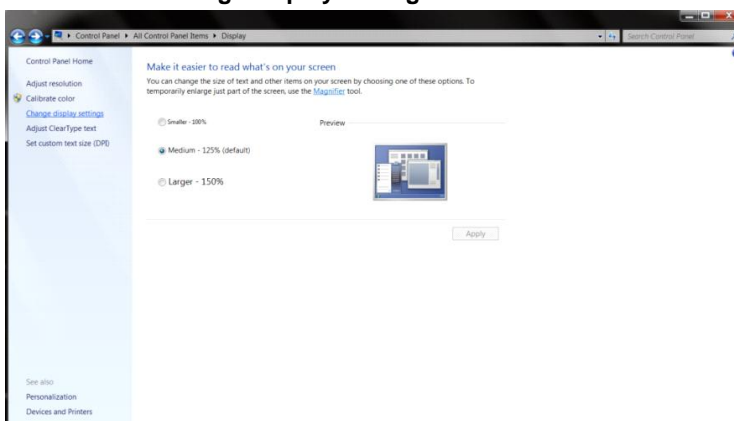 Control Panel ▸ All Control Panel Items ▸ Display
Search Control Panel
Control Panel Home
Adjust resolution
Calibrate color
Change display settings
Adjust ClearType text
Set custom text size (DPI)
See also
Personalization
Devices and Printers
Make it easier to read what's on your screen
You can change the size of text and other items on your screen by choosing one of these options. To
temporarily enlarge just part of the screen, use the Magnifier tool.
Smaller - 100%
Preview
Medium - 125% (default)
Larger - 150%
Apply